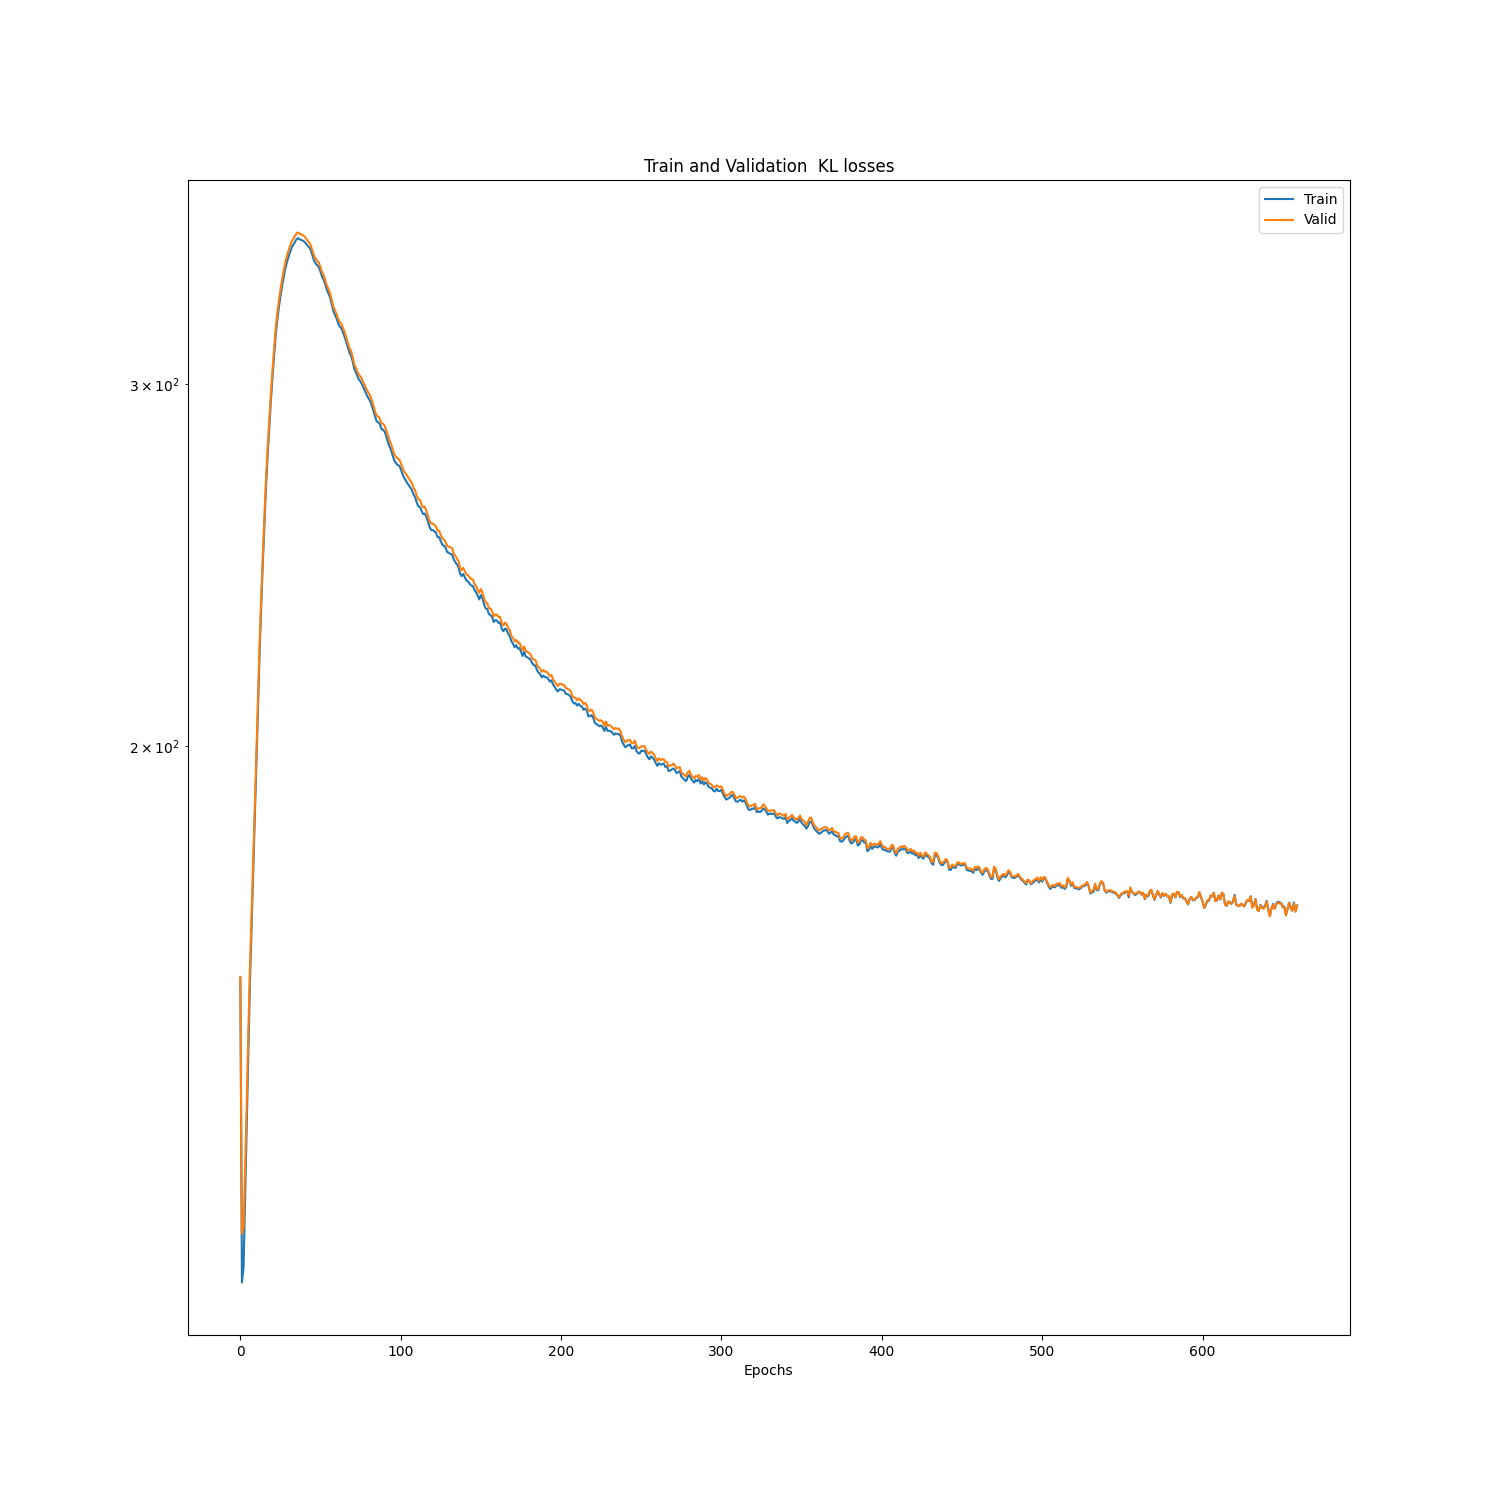 Train and Validation  KL losses
Train
Valid
3 × 10²
2 × 10²
0 100 200 300 400 500 600
Epochs